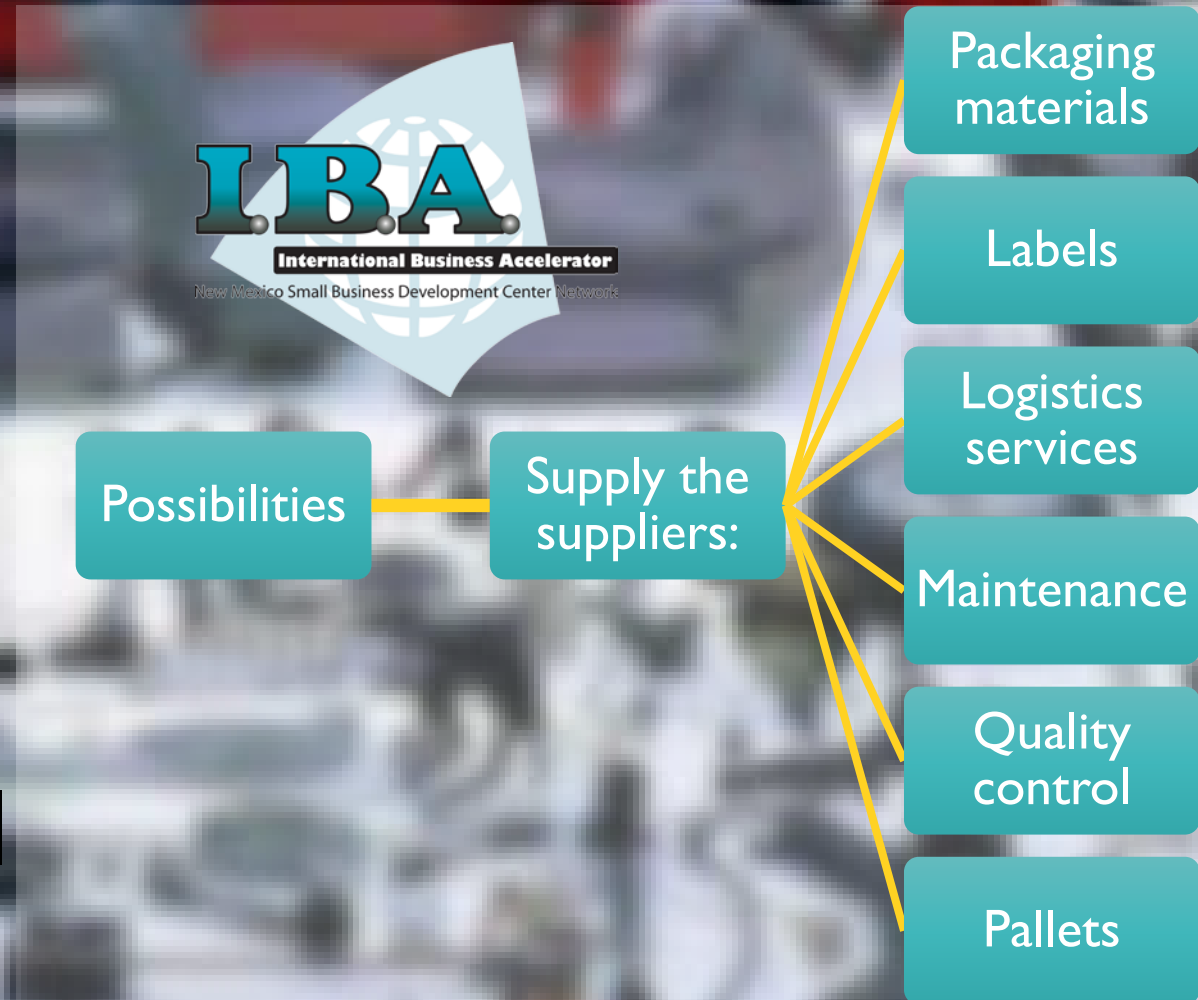 I.B.A.
International Business Accelerator
New Mexico Small Business Development Center Network
Possibilities
Supply the
suppliers:
Packaging
materials
Labels
Logistics
services
Maintenance
Quality
control
Pallets